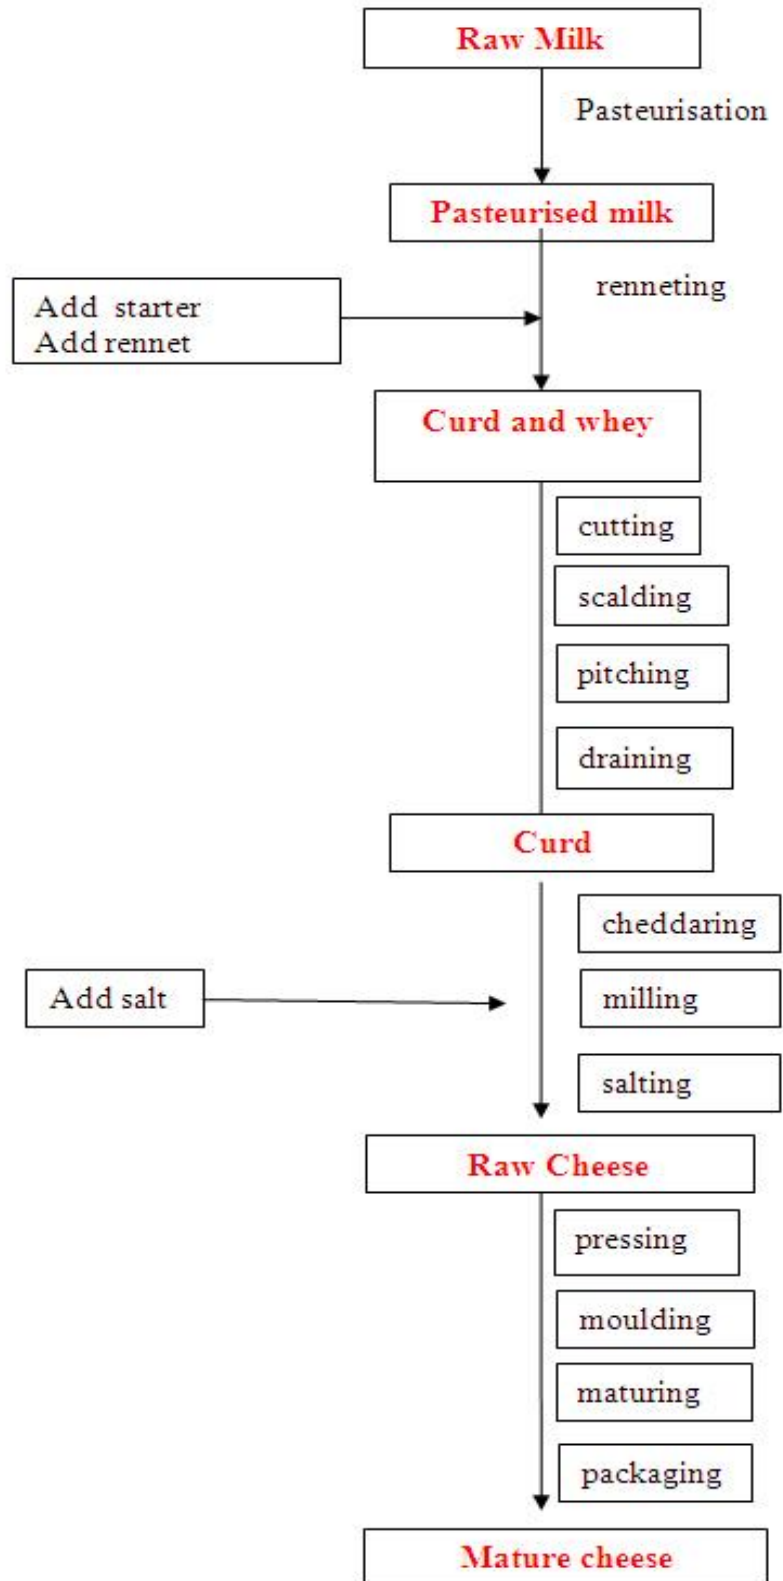 Raw Milk
Pasteurisation
Pasteurised milk
renneting
Add starter
Add rennet
Curd and whey
cutting
scalding
pitching
draining
Curd
cheddaring
Add salt
milling
salting
Raw Cheese
pressing
moulding
maturing
packaging
Mature cheese